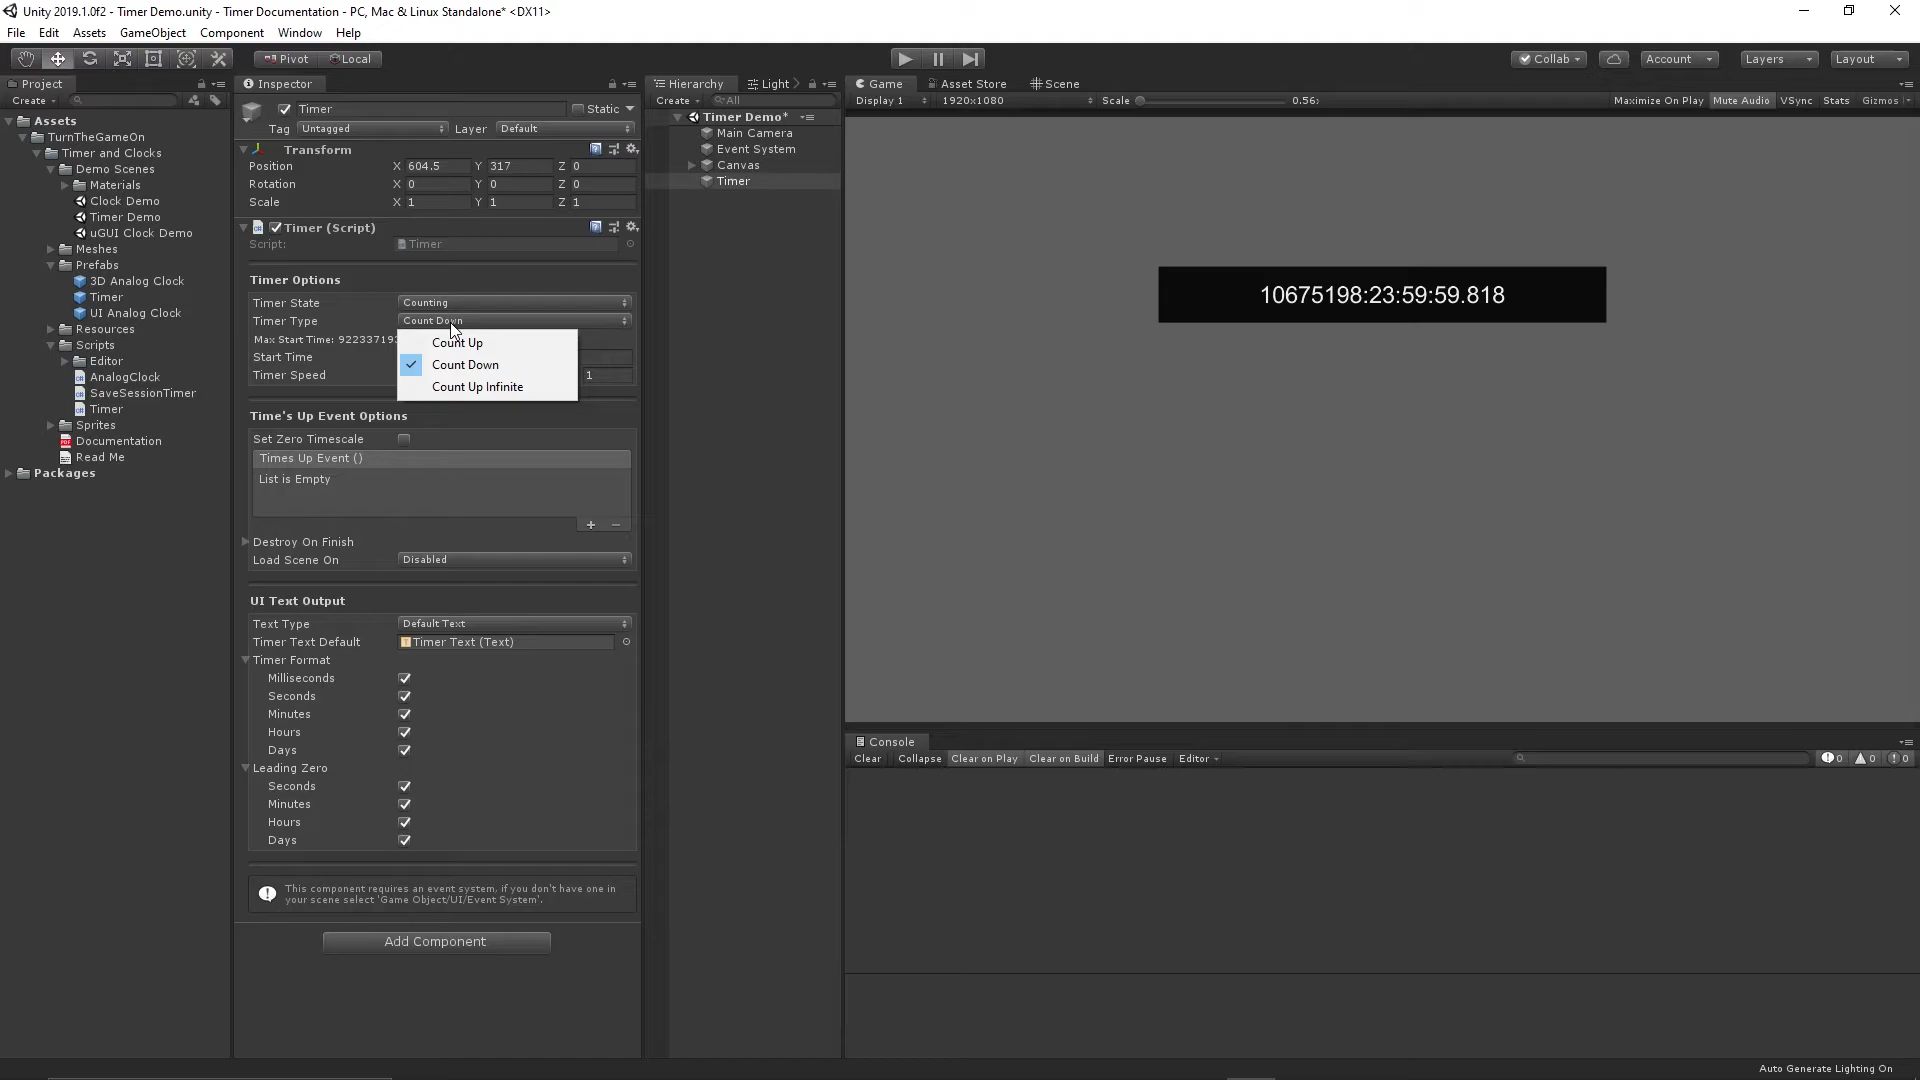 Unity 2019.1.0f2 - Timer Demo.unity - Timer Documentation - PC, Mac & Linux Standalone* <DX11>
File Edit Assets GameObject Component Window Help
Pivot Local Collab Account Layers Layout
Project
Create
Assets
TurnTheGameOn
Timer and Clocks
Demo Scenes
Materials
Clock Demo
Timer Demo
uGUI Clock Demo
Meshes
Prefabs
3D Analog Clock
Timer
UI Analog Clock
Resources
Scripts
Editor
AnalogClock
SaveSessionTimer
Timer
Sprites
Documentation
Read Me
Packages
Inspector
Timer Static
Tag Untagged Layer Default
Transform
Position X 604.5 Y 317 Z 0
Rotation X 0 Y 0 Z 0
Scale X 1 Y 1 Z 1
Timer (Script)
Script: Timer
Timer Options
Timer State Counting
Timer Type Count Down
Max Start Time: 922337193
Start Time
Timer Speed 1
Count Up
Count Down
Count Up Infinite
Time's Up Event Options
Set Zero Timescale
Times Up Event ()
List is Empty
+ −
Destroy On Finish
Load Scene On Disabled
UI Text Output
Text Type Default Text
Timer Text Default Timer Text (Text)
Timer Format
Milliseconds
Seconds
Minutes
Hours
Days
Leading Zero
Seconds
Minutes
Hours
Days
This component requires an event system, if you don't have one in
your scene select 'Game Object/UI/Event System'.
Add Component
Hierarchy Light
Create All
Timer Demo*
Main Camera
Event System
Canvas
Timer
Game Asset Store Scene
Display 1 1920x1080 Scale 0.56 Maximize On Play Mute Audio VSync Stats Gizmos
10675198:23:59:59.818
Console
Clear Collapse Clear on Play Clear on Build Error Pause Editor 0 0 0
Auto Generate Lighting On